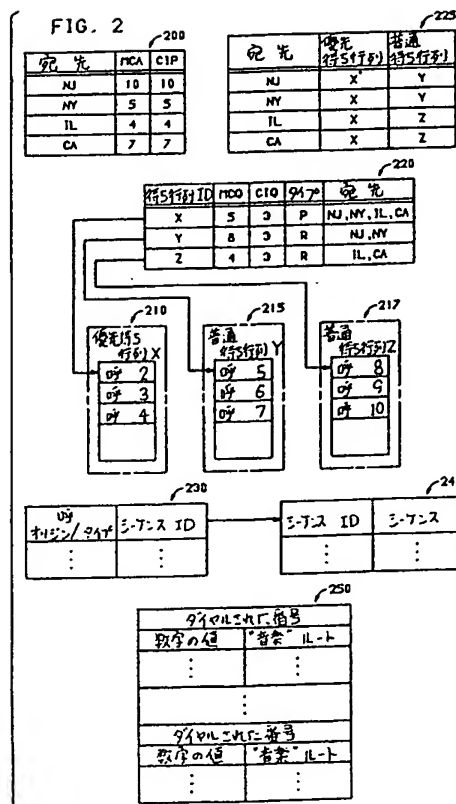 FIG. 2
200
宛先 MCA CIP
NJ 10 10
NY 5 5
IL 4 4
CA 7 7
225
宛先 優先待ち行列 普通待ち行列
NJ X Y
NY X Y
IL X Z
CA X Z
220
待ち行列ID MCQ CIQ タイプ 宛先
X 5 3 P NJ,NY,IL,CA
Y 8 3 R NJ,NY
Z 4 3 R IL,CA
210
優先待ち
行列X
呼 2
呼 3
呼 4
215
普通
待ち行列Y
呼 5
呼 6
呼 7
217
普通
待ち行列Z
呼 8
呼 9
呼 10
230
呼
オリジン/タイプ シーケンス ID
24
シーケンス ID シーケンス
250
ダイヤルされた番号
数字の値 "音楽"ルート
ダイヤルされた番号
数字の値 "音楽"ルート